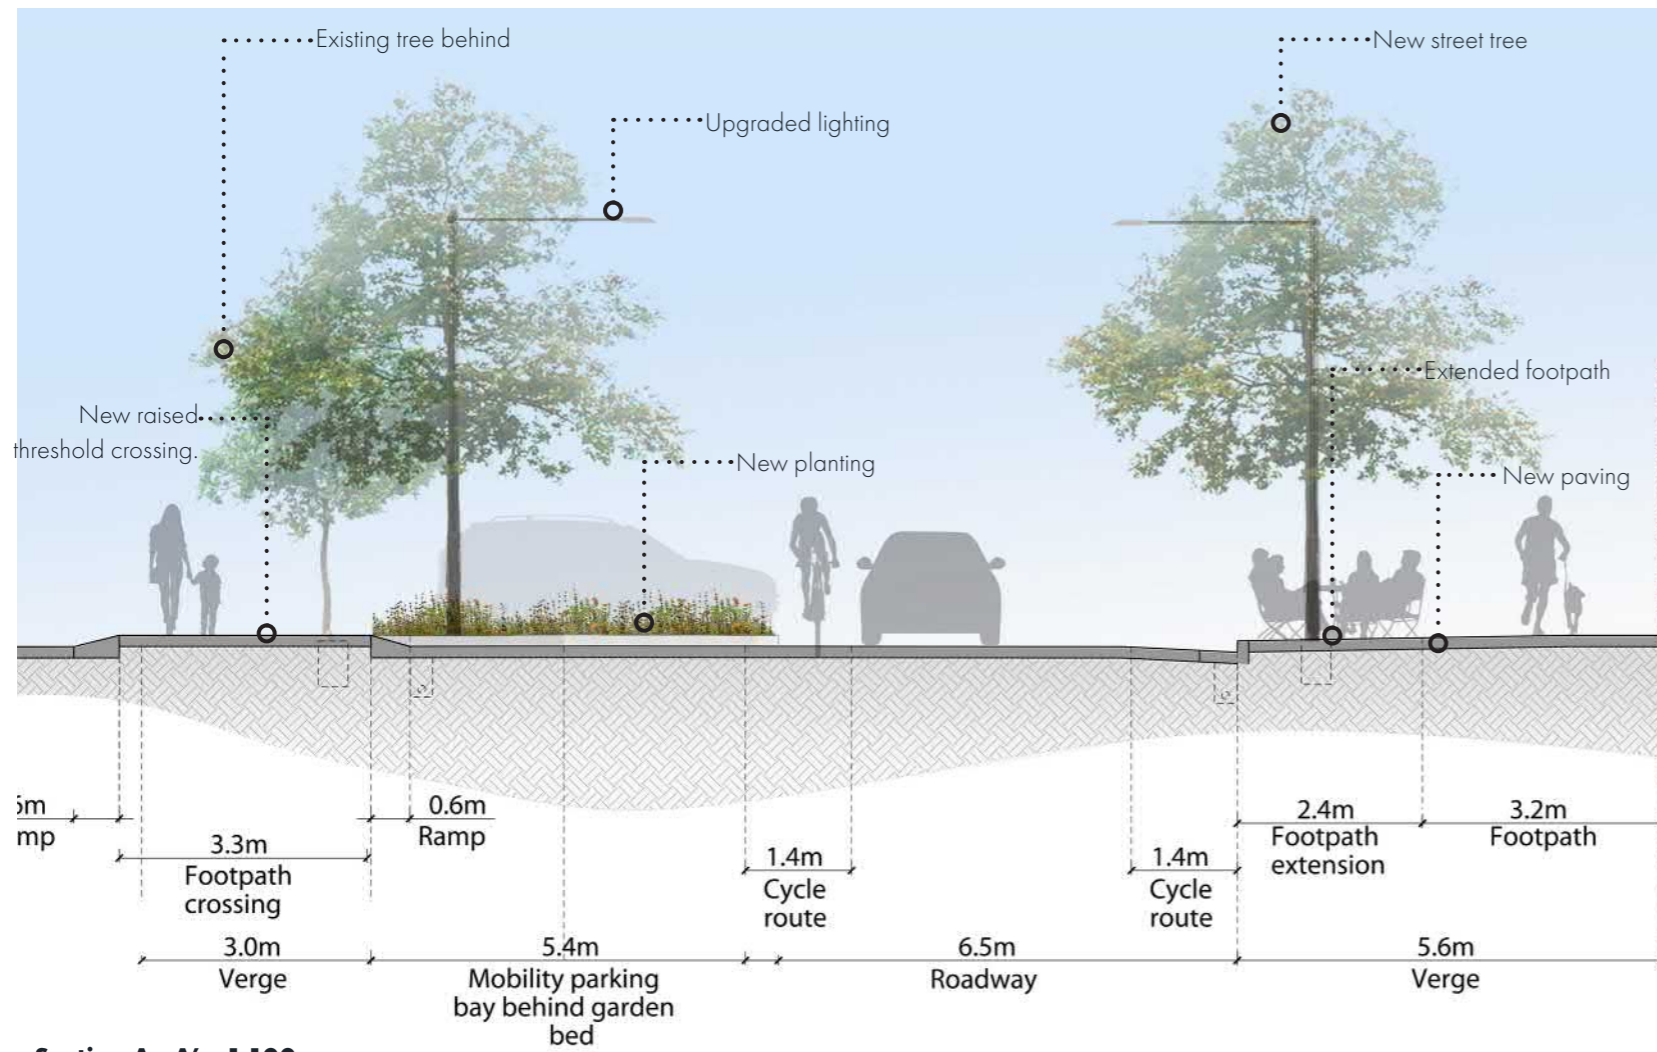 Existing tree behind
New street tree
Upgraded lighting
Extended footpath
New raised
threshold crossing.
New planting
New paving
0.6m
Ramp
2.4m
Footpath
extension
3.2m
Footpath
3.3m
Footpath
crossing
1.4m
Cycle
route
1.4m
Cycle
route
3.0m
Verge
5.4m
Mobility parking
bay behind garden
bed
6.5m
Roadway
5.6m
Verge